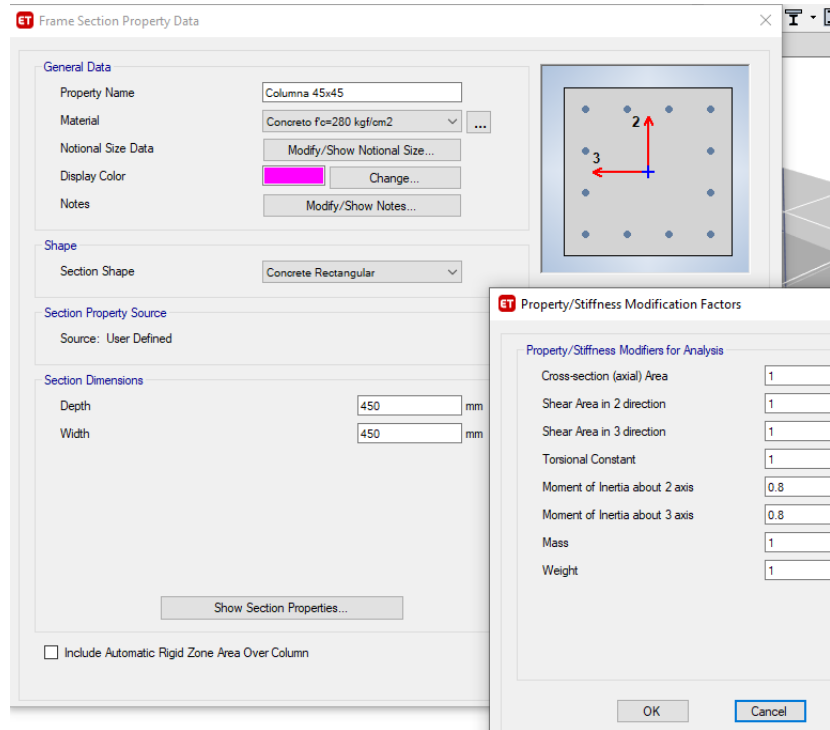 ET Frame Section Property Data
General Data
Property Name Columna 45x45
Material Concreto f'c=280 kgf/cm2 ...
Notional Size Data Modify/Show Notional Size...
Display Color Change...
Notes Modify/Show Notes...
2
3
Shape
Section Shape Concrete Rectangular
Section Property Source
Source: User Defined
Section Dimensions
Depth 450 mm
Width 450 mm
Show Section Properties...
Include Automatic Rigid Zone Area Over Column
ET Property/Stiffness Modification Factors
Property/Stiffness Modifiers for Analysis
Cross-section (axial) Area 1
Shear Area in 2 direction 1
Shear Area in 3 direction 1
Torsional Constant 1
Moment of Inertia about 2 axis 0.8
Moment of Inertia about 3 axis 0.8
Mass 1
Weight 1
OK Cancel